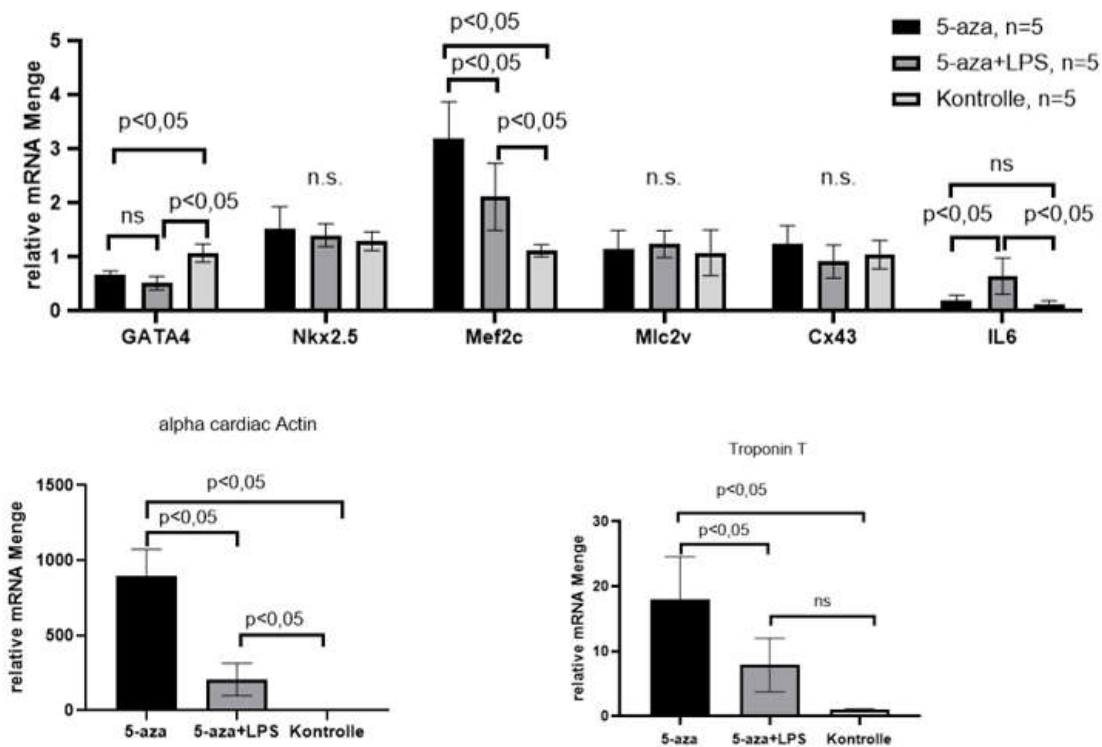 5-aza, n=5
5-aza+LPS, n=5
Kontrolle, n=5
relative mRNA Menge
5
4
3
2
1
0
p<0,05
ns
p<0,05
n.s.
p<0,05
p<0,05
p<0,05
n.s.
n.s.
ns
p<0,05
p<0,05
GATA4 Nkx2.5 Mef2c Mlc2v Cx43 IL6
alpha cardiac Actin
relative mRNA Menge
1500
1000
500
0
p<0,05
p<0,05
p<0,05
5-aza 5-aza+LPS Kontrolle
Troponin T
relative mRNA Menge
30
20
10
0
p<0,05
p<0,05
ns
5-aza 5-aza+LPS Kontrolle